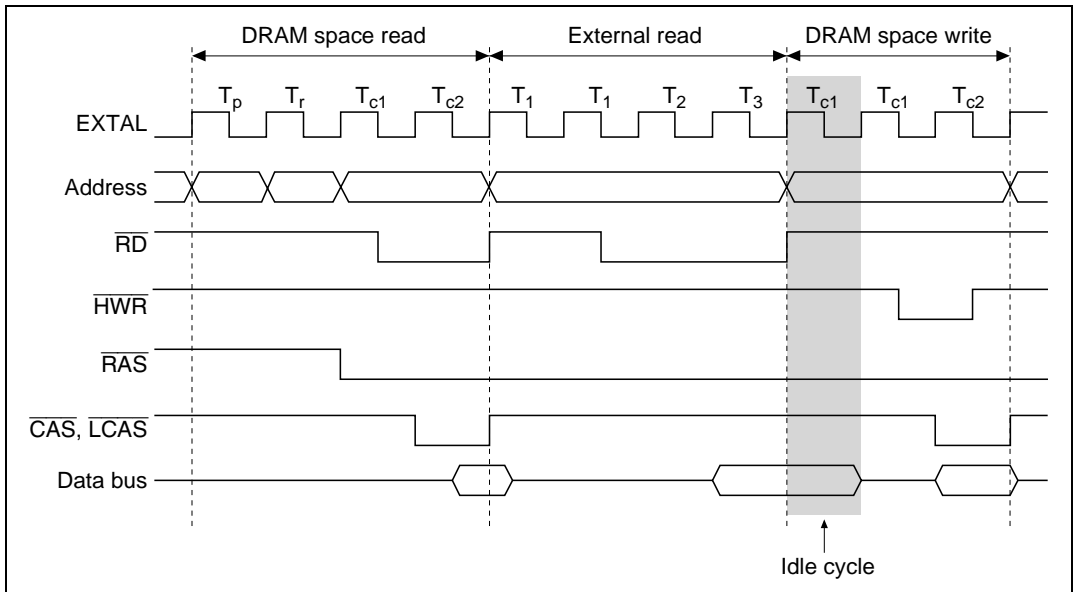 DRAM space read External read DRAM space write
Tp Tr Tc1 Tc2 T1 T1 T2 T3 Tc1 Tc1 Tc2
EXTAL
Address
RD
HWR
RAS
CAS, LCAS
Data bus
Idle cycle